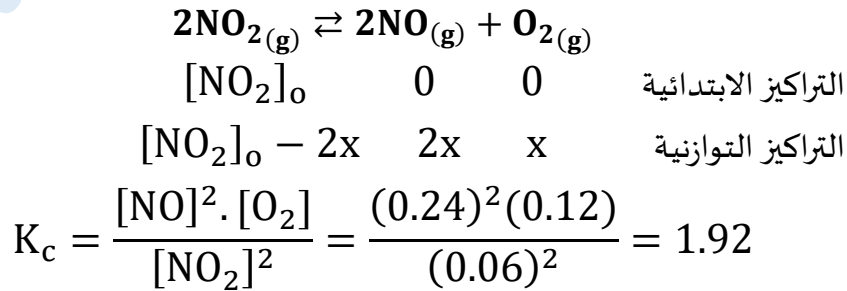 2NO₂(g) ⇄ 2NO(g) + O₂(g)
[NO₂]ₒ 0 0 التراكيز الابتدائية
[NO₂]ₒ − 2x 2x x التراكيز التوازنية
K_c = [NO]². [O₂] / [NO₂]² = (0.24)²(0.12) / (0.06)² = 1.92